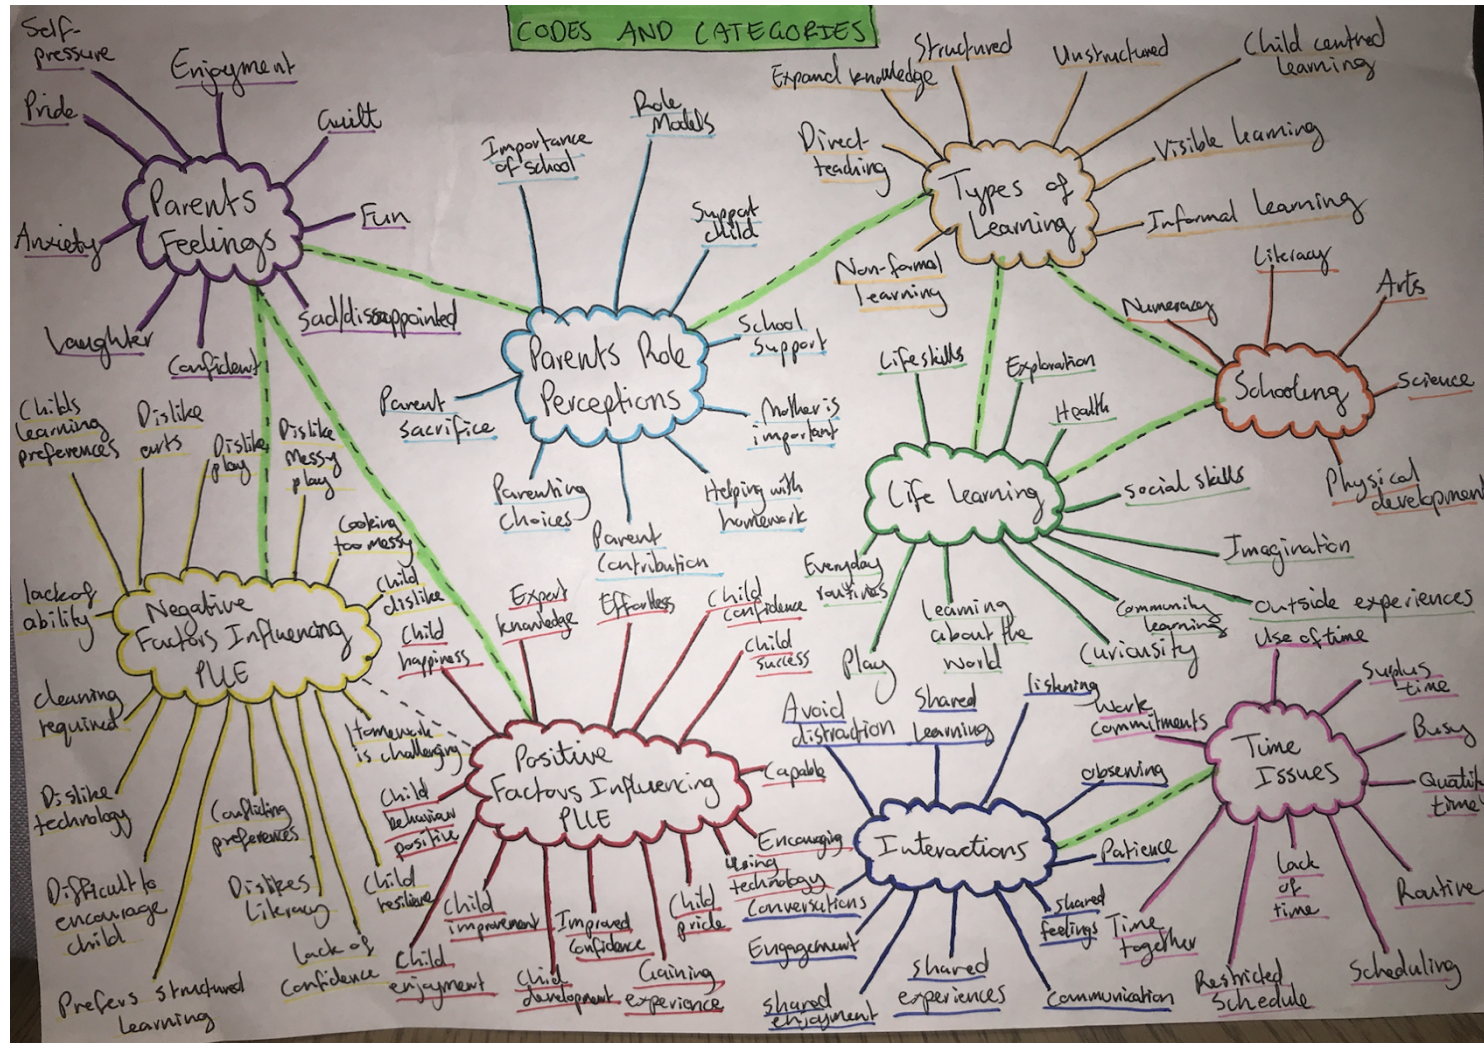 CODES AND CATEGORIES
Self-
pressure
Enjoyment
Pride
Guilt
Parents
Feelings
Fun
Anxiety
Sad/disappointed
Laughter
Confident
Importance
of school
Role
Models
Support
child
Parents Role
Perceptions
School
Support
Parent
sacrifice
Mother is
important
Parenting
choices
Helping with
homework
Parent
Contribution
Expand knowledge
Structured
Unstructured
Child centred
learning
Direct-
teaching
Visible learning
Types of
Learning
Informal learning
Non-formal
learning
Numeracy
Literacy
Arts
Schooling
Science
Physical
development
Lifeskills
Exploration
Health
Life Learning
Social skills
Imagination
Everyday
routines
Outside experiences
Community
learning
Learning
about the
world
Curiousity
Play
Childs
learning
preferences
Dislike
arts
Dislike
play
Dislike
Messy
play
Cooking
too messy
Child
dislike
lack of
ability
Negative
Factors Influencing
PLLE
cleaning
required
Homework
is challenging
Dislike
technology
Conflicting
preferences
Difficult to
encourage
child
Dislikes
Literacy
Child
resilience
Lack of
confidence
Prefers structured
learning
Child
happiness
Expert
knowledge
Effortless
Child
confidence
Child
success
Positive
Factors Influencing
PLLE
Capable
Child
behaviour
positive
Encouraging
using
technology
Child
improvement
Improved
Confidence
Child
pride
Child
enjoyment
Child
development
Gaining
experience
Avoid
distraction
Shared
Learning
listening
observing
Interactions
Patience
Conversations
shared
feelings
Engagement
shared
experiences
shared
enjoyment
Communication
Use of time
Surplus
time
Work
commitments
Busy
Time
Issues
Quality
time
Lack
of
time
Routine
Time
together
Restricted
Schedule
Scheduling